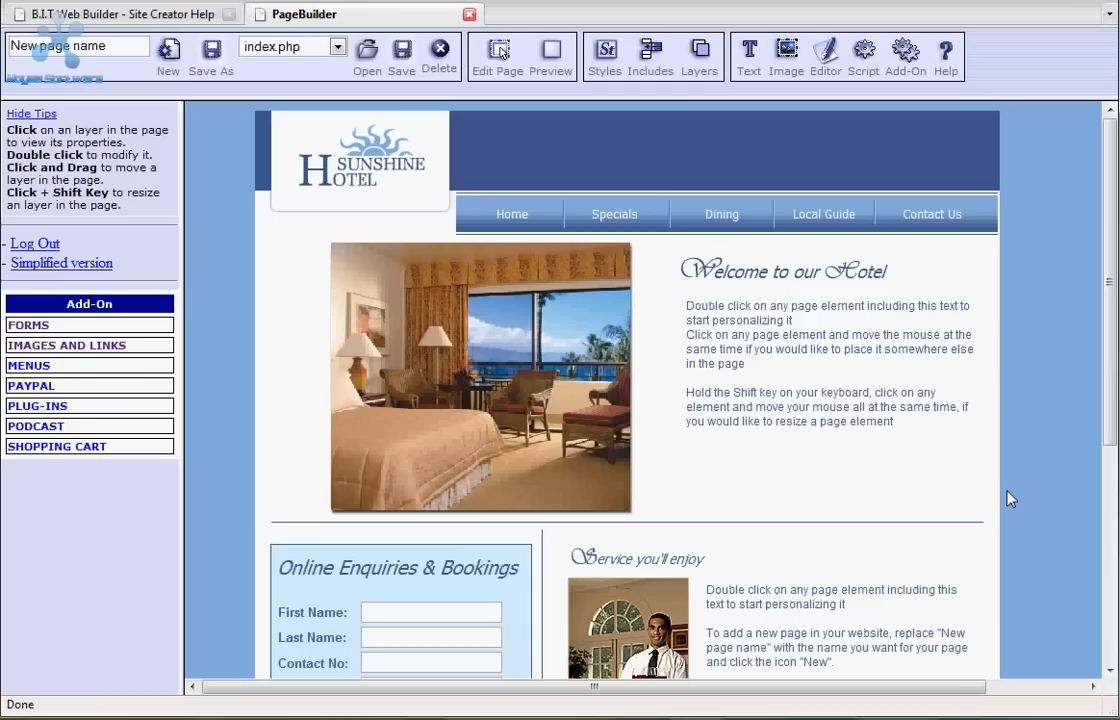 B.I.T Web Builder - Site Creator Help
PageBuilder
New page name
index.php
New
Save As
Open
Save
Delete
Edit Page
Preview
Styles
Includes
Layers
Text
Image
Editor
Script
Add-On
Help
Hide Tips
Click on an layer in the page
to view its properties.
Double click to modify it.
Click and Drag to move a
layer in the page.
Click + Shift Key to resize
an layer in the page.
- Log Out
- Simplified version
Add-On
FORMS
IMAGES AND LINKS
MENUS
PAYPAL
PLUG-INS
PODCAST
SHOPPING CART
SUNSHINE
HOTEL
Home
Specials
Dining
Local Guide
Contact Us
Welcome to our Hotel
Double click on any page element including this text to
start personalizing it
Click on any page element and move the mouse at the
same time if you would like to place it somewhere else
in the page
Hold the Shift key on your keyboard, click on any
element and move your mouse all at the same time, if
you would like to resize a page element
Online Enquiries & Bookings
First Name:
Last Name:
Contact No:
Service you'll enjoy
Double click on any page element including this
text to start personalizing it
To add a new page in your website, replace "New
page name" with the name you want for your page
and click the icon "New".
Done